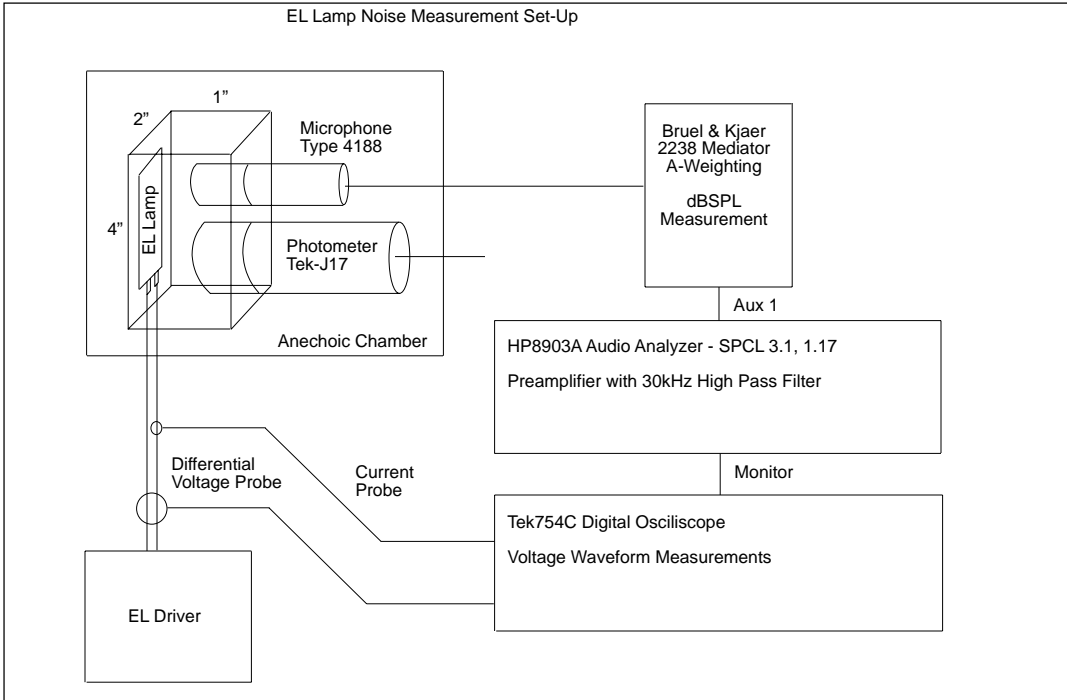 EL Lamp Noise Measurement Set-Up
1”
2”
4”
EL Lamp
Microphone
Type 4188
Photometer
Tek-J17
Anechoic Chamber
Bruel & Kjaer
2238 Mediator
A-Weighting
dBSPL
Measurement
Aux 1
HP8903A Audio Analyzer - SPCL 3.1, 1.17
Preamplifier with 30kHz High Pass Filter
Monitor
Differential
Voltage Probe
Current
Probe
Tek754C Digital Osciliscope
Voltage Waveform Measurements
EL Driver